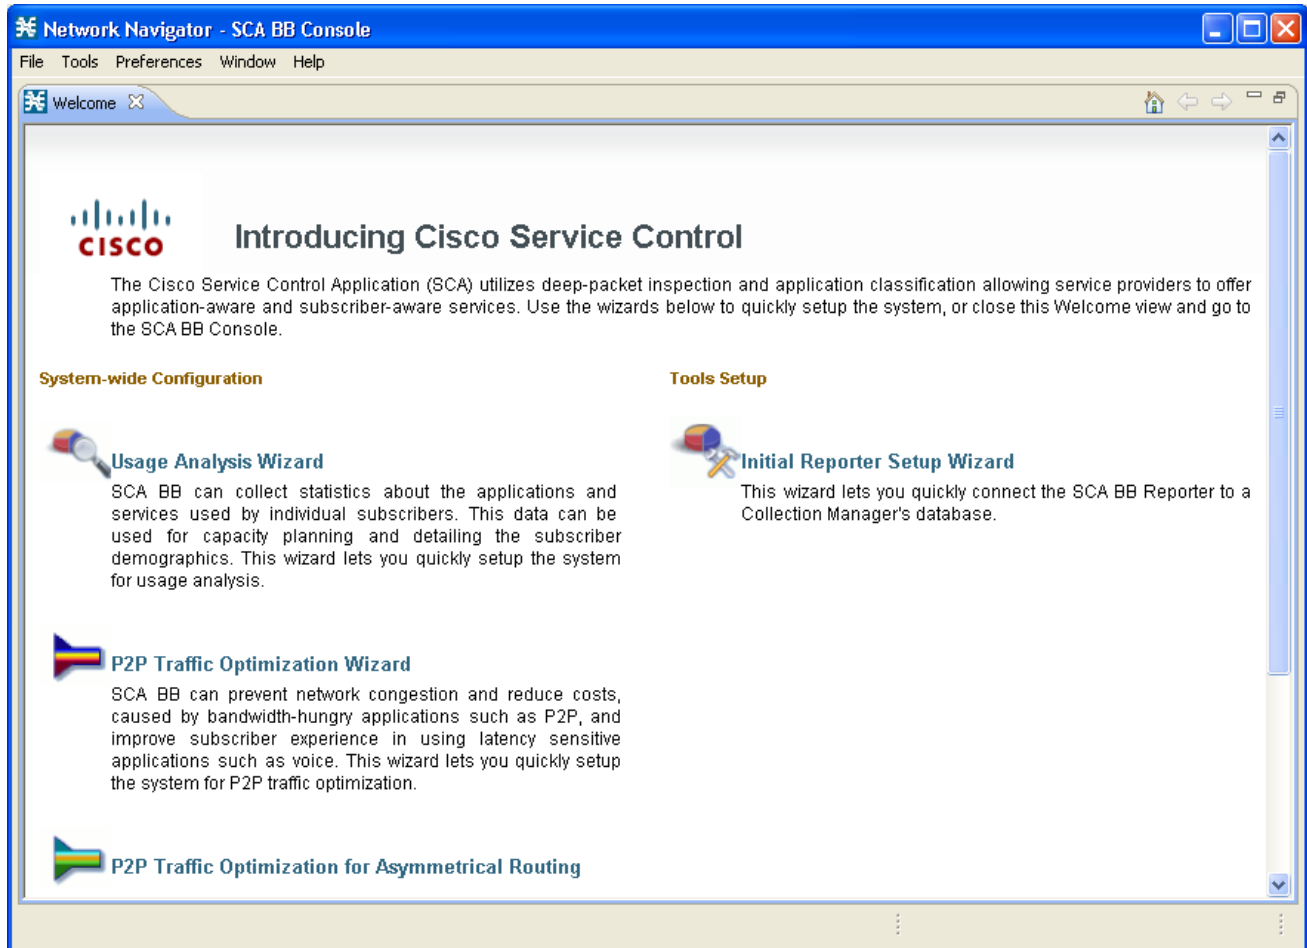 Network Navigator - SCA BB Console
File Tools Preferences Window Help
Welcome
CISCO
Introducing Cisco Service Control
The Cisco Service Control Application (SCA) utilizes deep-packet inspection and application classification allowing service providers to offer
application-aware and subscriber-aware services. Use the wizards below to quickly setup the system, or close this Welcome view and go to
the SCA BB Console.
System-wide Configuration
Usage Analysis Wizard
SCA BB can collect statistics about the applications and
services used by individual subscribers. This data can be
used for capacity planning and detailing the subscriber
demographics. This wizard lets you quickly setup the system
for usage analysis.
P2P Traffic Optimization Wizard
SCA BB can prevent network congestion and reduce costs,
caused by bandwidth-hungry applications such as P2P, and
improve subscriber experience in using latency sensitive
applications such as voice. This wizard lets you quickly setup
the system for P2P traffic optimization.
P2P Traffic Optimization for Asymmetrical Routing
Tools Setup
Initial Reporter Setup Wizard
This wizard lets you quickly connect the SCA BB Reporter to a
Collection Manager's database.